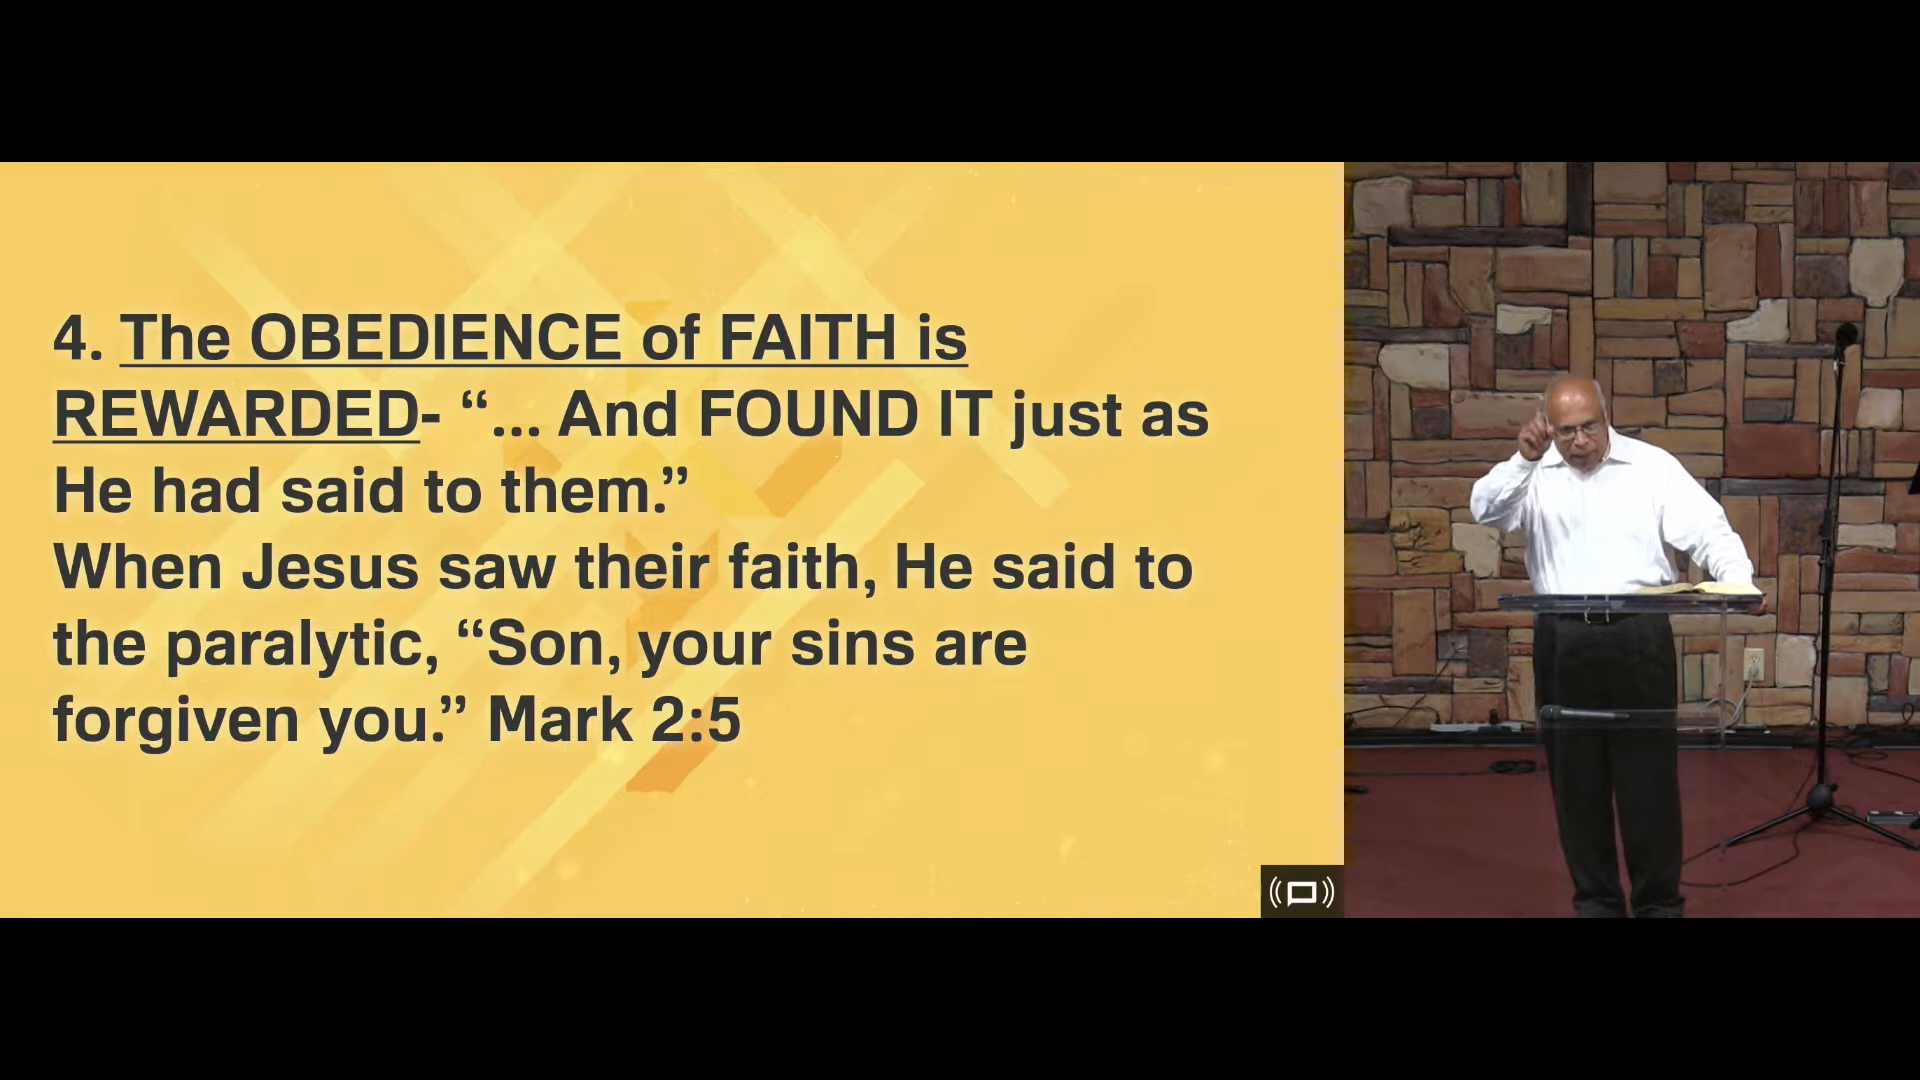 4. The OBEDIENCE of FAITH is
REWARDED- “... And FOUND IT just as
He had said to them.”
When Jesus saw their faith, He said to
the paralytic, “Son, your sins are
forgiven you.” Mark 2:5